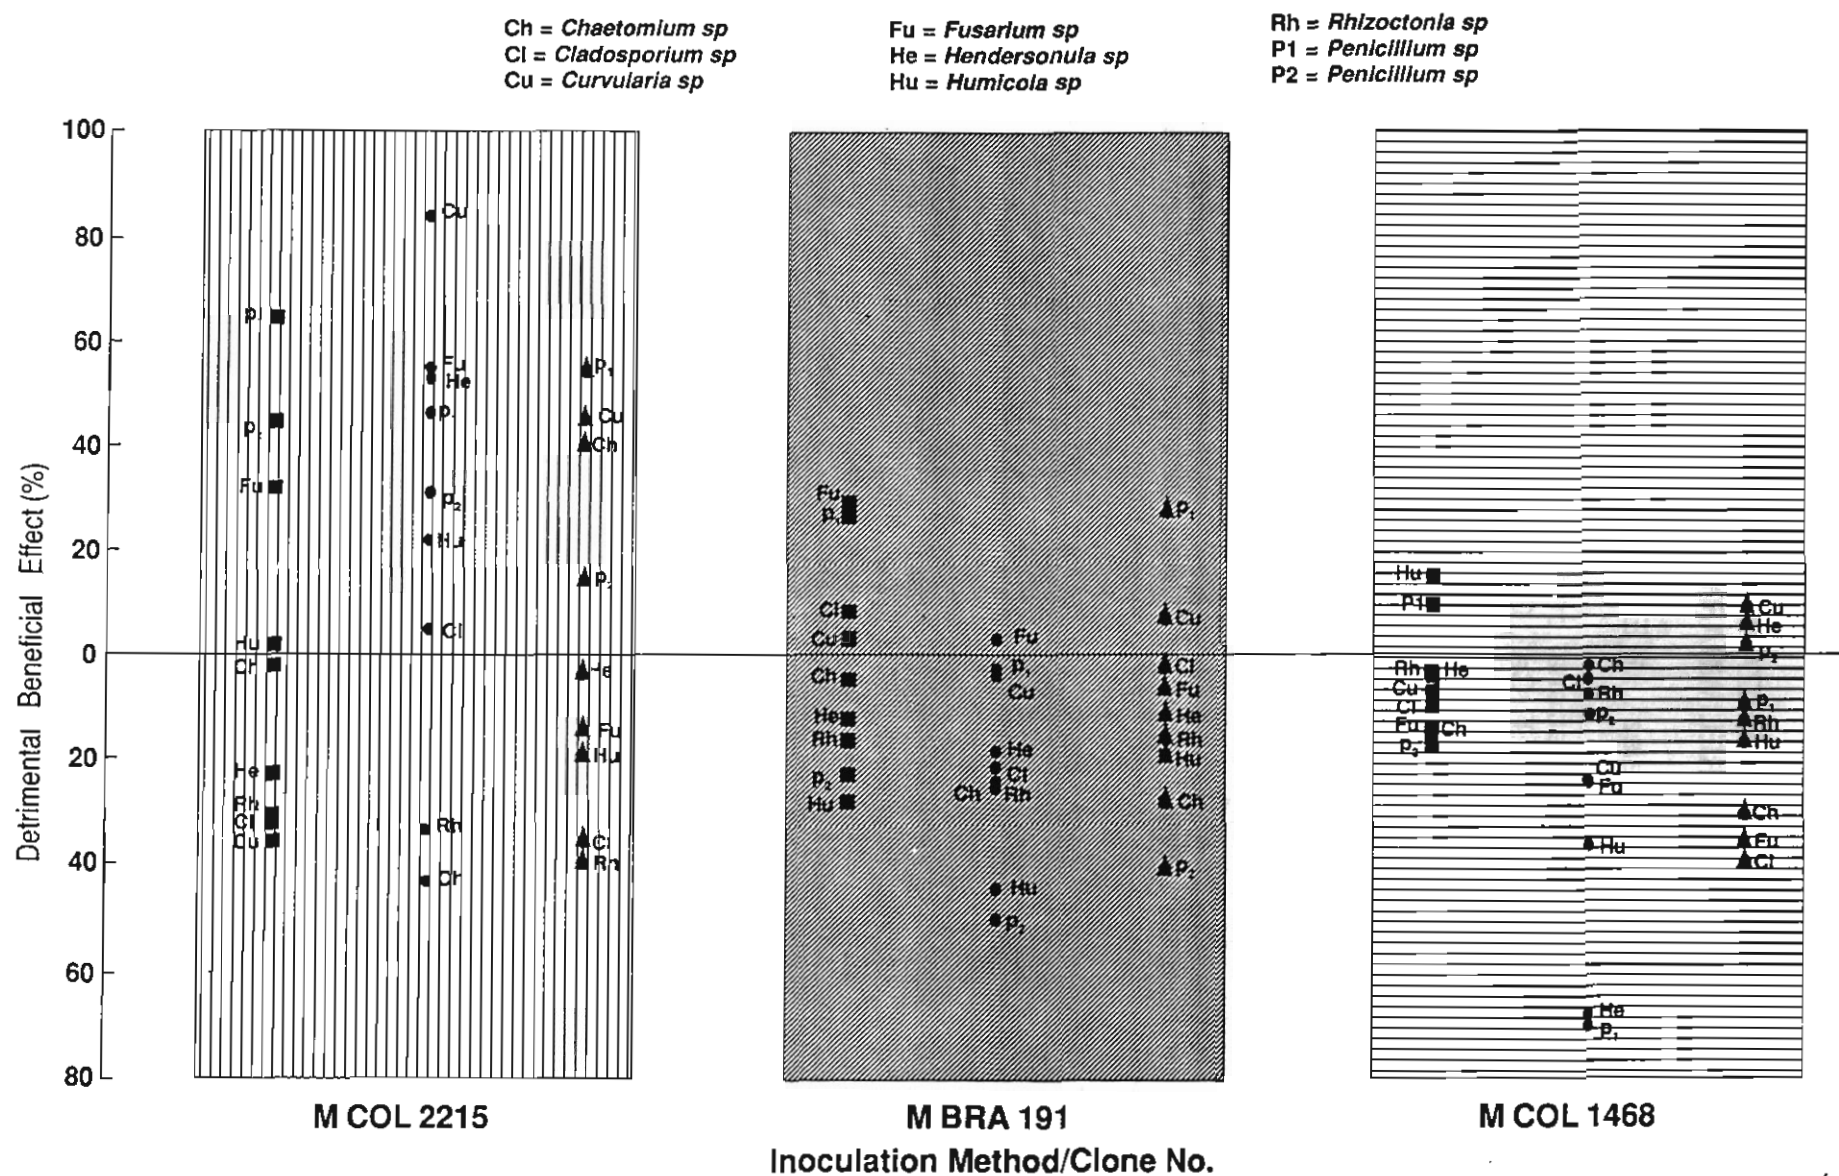 Ch = Chaetomium sp
Cl = Cladosporium sp
Cu = Curvularia sp
Fu = Fusarium sp
He = Hendersonula sp
Hu = Humicola sp
Rh = Rhizoctonia sp
P1 = Penicillium sp
P2 = Penicillium sp
Detrimental Beneficial Effect (%)
100
80
60
40
20
0
20
40
60
80
P1
Fu
Hu
Ch
He
Rh
Cl
Cu
Cu
Fu
He
P2
Hu
Cl
Rh
Ch
P1
Cu
Ch
P2
He
Fu
Hu
Cl
Rh
M COL 2215
Fu
P1
Cl
Cu
Ch
He
Rh
P2
Hu
Fu
P1
Cu
He
Cl
Ch Rh
Hu
P2
P1
Cu
Cl
Fu
He
Rh
Hu
Ch
P2
M BRA 191
Hu
P1
Rh He
Cu
Cl
Fu Ch
P2
Ch
Cl
Rh
P2
Cu
Fu
Hu
He
P1
Cu
He
P2
P1
Rh
Hu
Ch
Fu
Cl
M COL 1468
Inoculation Method/Clone No.